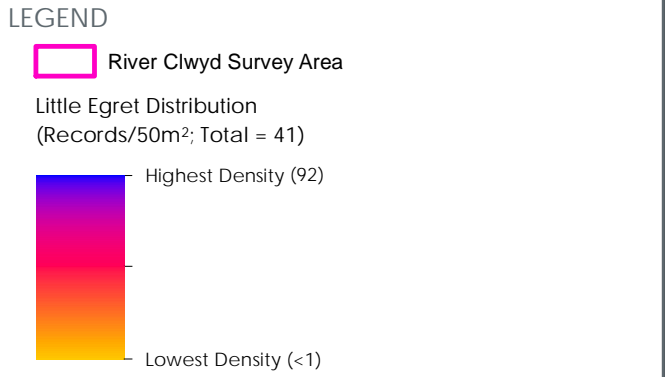 LEGEND
River Clwyd Survey Area
Little Egret Distribution
(Records/50m²; Total = 41)
Highest Density (92)
Lowest Density (<1)